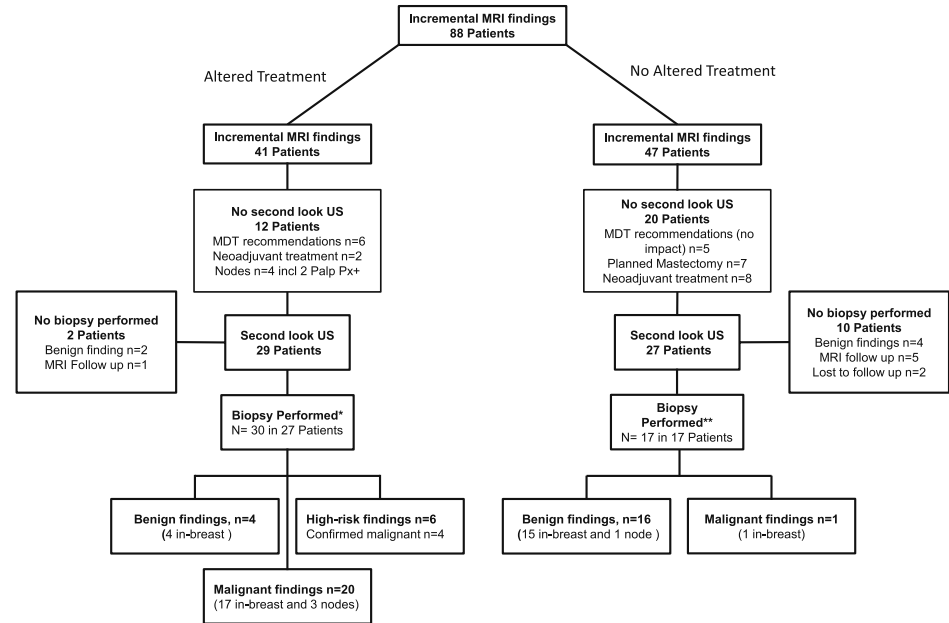 Incremental MRI findings
88 Patients
Altered Treatment
No Altered Treatment
Incremental MRI findings
41 Patients
Incremental MRI findings
47 Patients
No second look US
12 Patients
MDT recommendations n=6
Neoadjuvant treatment n=2
Nodes n=4 incl 2 Palp Px+
No second look US
20 Patients
MDT recommendations (no
impact) n=5
Planned Mastectomy n=7
Neoadjuvant treatment n=8
No biopsy performed
2 Patients
Benign finding n=2
MRI Follow up n=1
Second look US
29 Patients
Second look US
27 Patients
No biopsy performed
10 Patients
Benign findings n=4
MRI follow up n=5
Lost to follow up n=2
Biopsy Performed*
N= 30 in 27 Patients
Biopsy
Performed**
N= 17 in 17 Patients
Benign findings, n=4
(4 in-breast )
High-risk findings n=6
Confirmed malignant n=4
Benign findings, n=16
(15 in-breast and 1 node )
Malignant findings n=1
(1 in-breast)
Malignant findings n=20
(17 in-breast and 3 nodes)